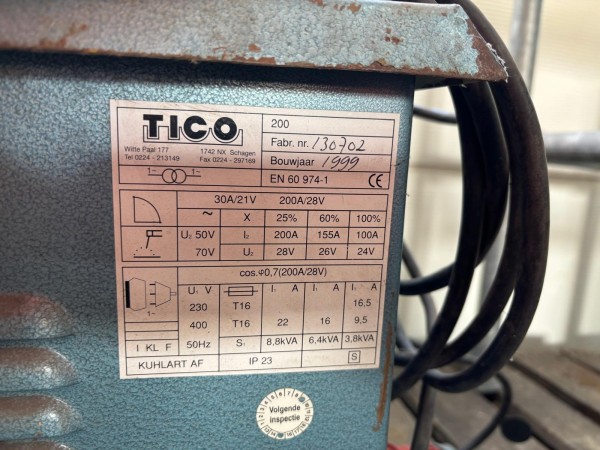 TICO
Witte Paal 177 1742 NX Schagen
Tel 0224 - 213149 Fax 0224 - 297169
200
Fabr. nr. 130702
Bouwjaar 1999
1~ 1~ EN 60 974-1 CE
30A/21V 200A/28V
~ X 25% 60% 100%
U₀ 50V I₂ 200A 155A 100A
70V U₂ 28V 26V 24V
cos.φ0,7(200A/28V)
U₁ V I₁ A I₁ A I₁ A
230 T16 16,5
400 T16 22 16 9,5
1~
I KL F 50Hz S₁ 8,8kVA 6,4kVA 3,8kVA
KUHLART AF IP 23 S
Volgende
inspectie